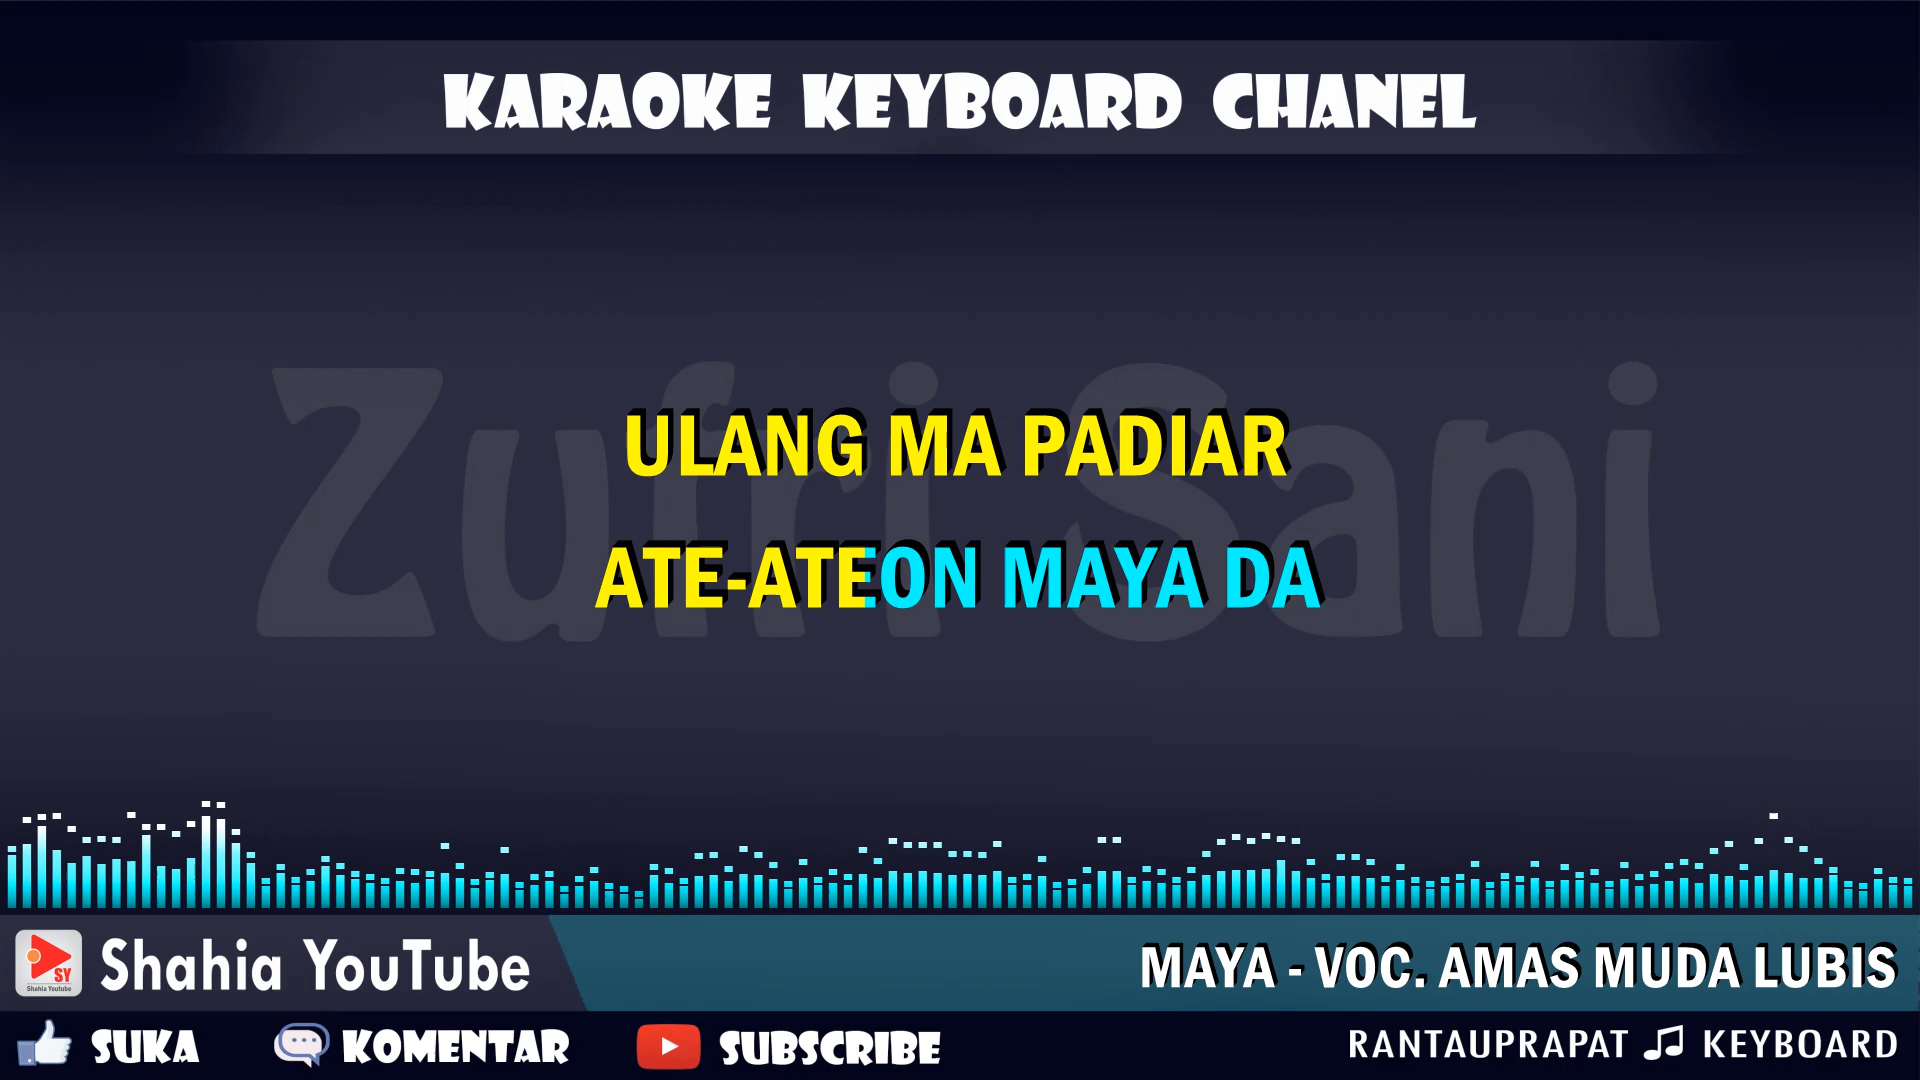 KARAOKE KEYBOARD CHANEL
Zufri Sani
ULANG MA PADIAR
ATE-ATEON MAYA DA
SY
Shahia Youtube
Shahia YouTube
MAYA - VOC. AMAS MUDA LUBIS
SUKA
KOMENTAR
SUBSCRIBE
RANTAUPRAPAT KEYBOARD